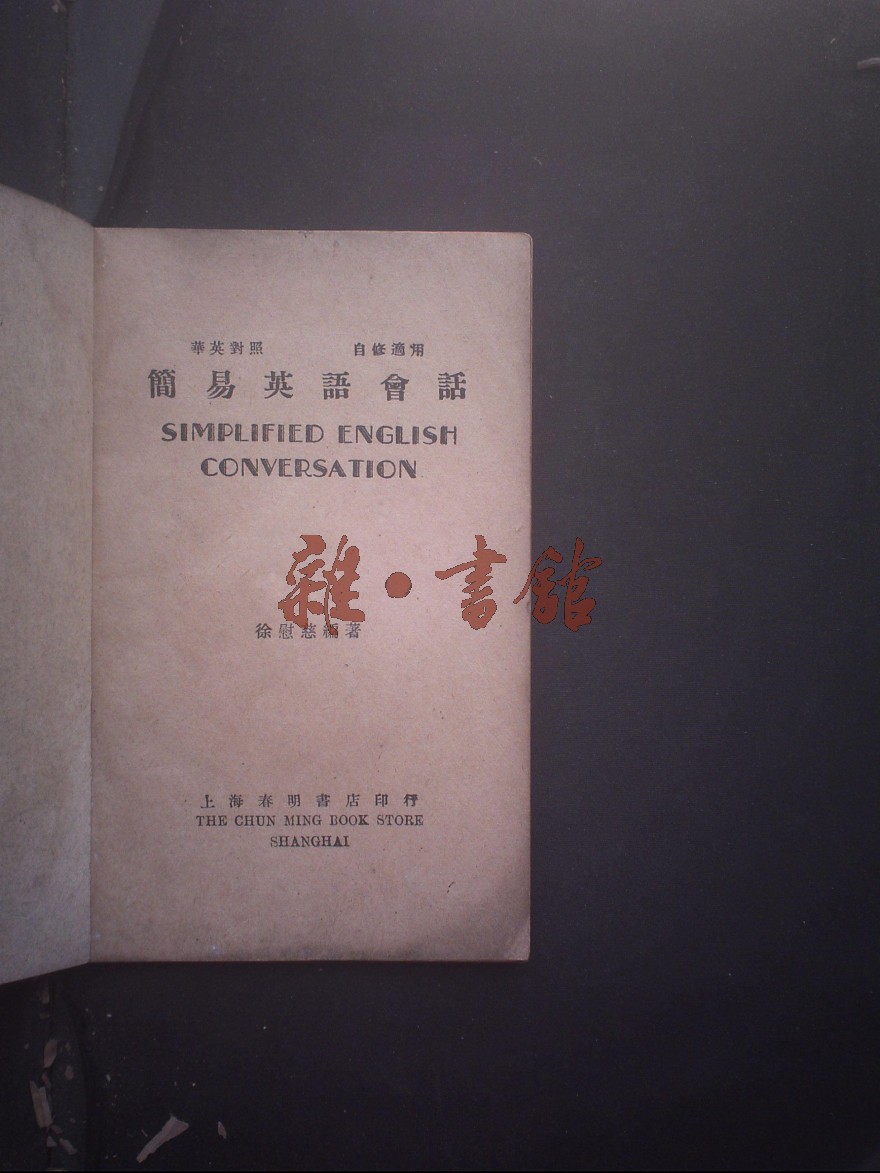 華英對照 自修適用
簡易英語會話
SIMPLIFIED ENGLISH
CONVERSATION
雜·書館
徐慰慈編著
上海春明書店印行
THE CHUN MING BOOK STORE
SHANGHAI